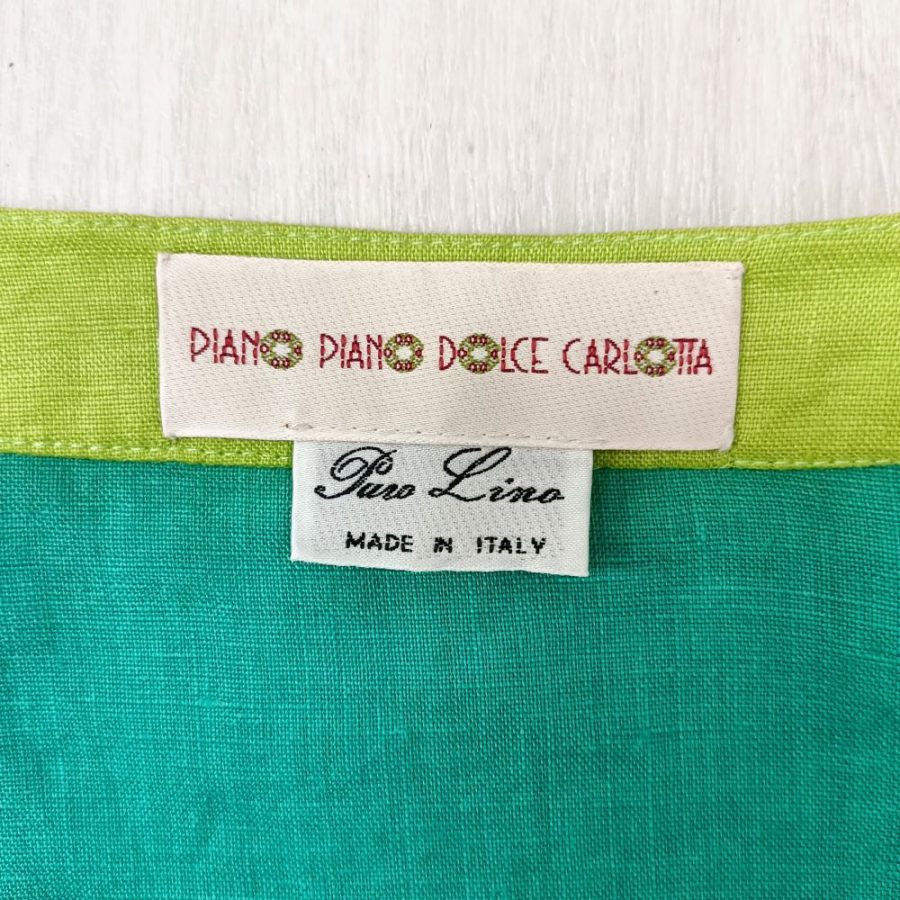 PIANO PIANO DOLCE CARLOTTA
Puro Lino
MADE IN ITALY